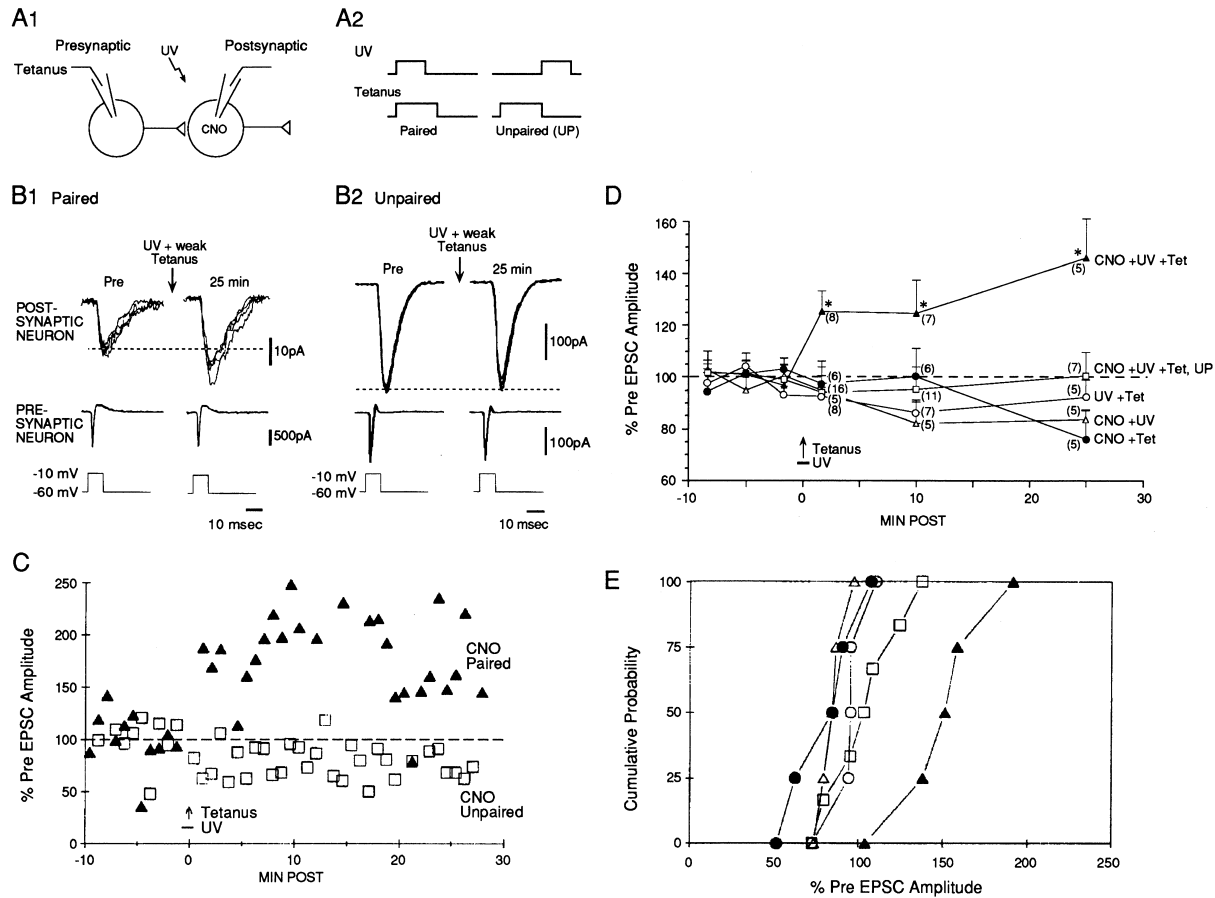 A1
Presynaptic
UV
Postsynaptic
Tetanus
CNO
A2
UV
Tetanus
Paired
Unpaired (UP)
B1 Paired
UV + weak
Tetanus
Pre
25 min
POST-
SYNAPTIC
NEURON
10pA
PRE-
SYNAPTIC
NEURON
500pA
-10 mV
-60 mV
10 msec
B2 Unpaired
UV + weak
Tetanus
Pre
25 min
100pA
100pA
-10 mV
-60 mV
10 msec
C
% Pre EPSC Amplitude
250
200
150
100
50
0
CNO
Paired
CNO
Unpaired
Tetanus
UV
-10
0
10
20
30
MIN POST
D
% Pre EPSC Amplitude
160
140
120
100
80
60
*
(8)
*
(7)
*
(5)
CNO +UV +Tet
(6)
(16)
(5)
(8)
(6)
(11)
(7)
(5)
(7)
CNO +UV +Tet, UP
(5)
UV +Tet
(5)
CNO +UV
(5)
CNO +Tet
Tetanus
UV
-10
0
10
20
30
MIN POST
E
Cumulative Probability
100
75
50
25
0
0
50
100
150
200
250
% Pre EPSC Amplitude